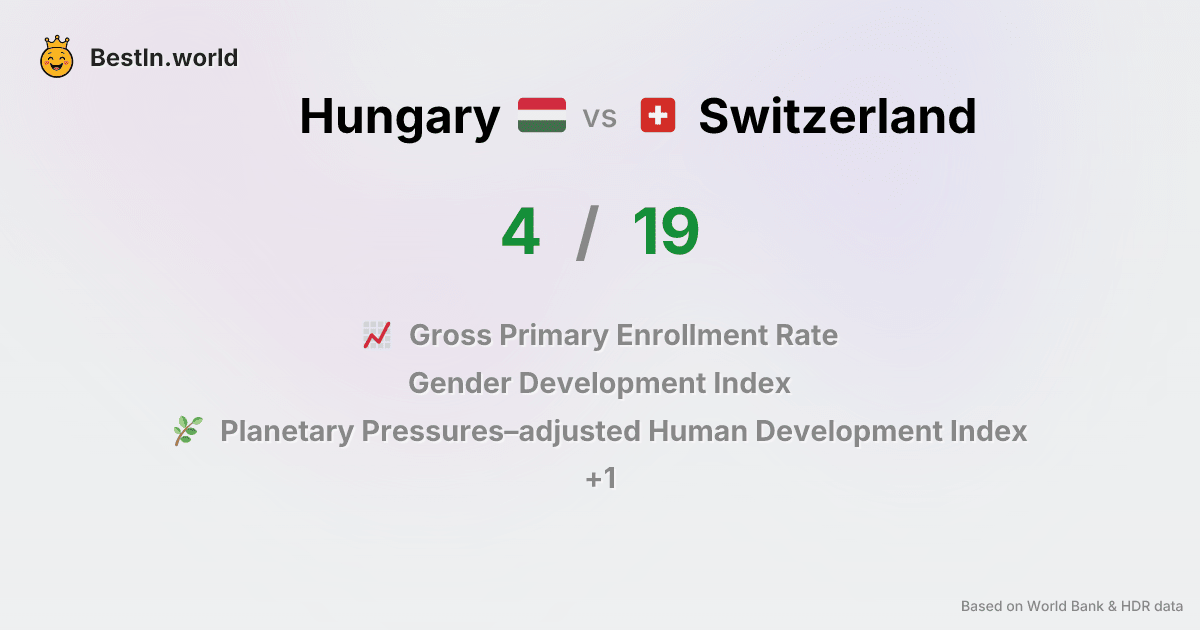 BestIn.world
Hungary vs Switzerland
4 / 19
Gross Primary Enrollment Rate
Gender Development Index
Planetary Pressures–adjusted Human Development Index
+1
Based on World Bank & HDR data